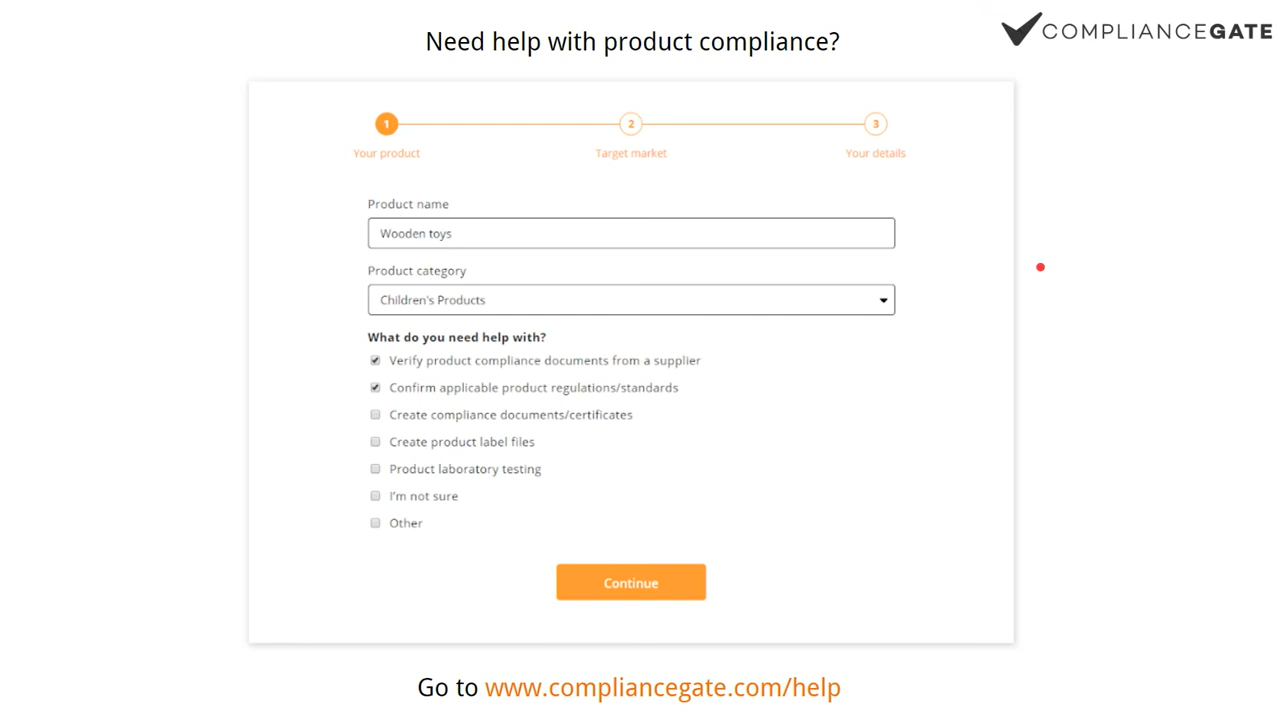 Need help with product compliance?
COMPLIANCEGATE
1
2
3
Your product
Target market
Your details
Product name
Wooden toys
Product category
Children's Products
What do you need help with?
Verify product compliance documents from a supplier
Confirm applicable product regulations/standards
Create compliance documents/certificates
Create product label files
Product laboratory testing
I'm not sure
Other
Continue
Go to www.compliancegate.com/help